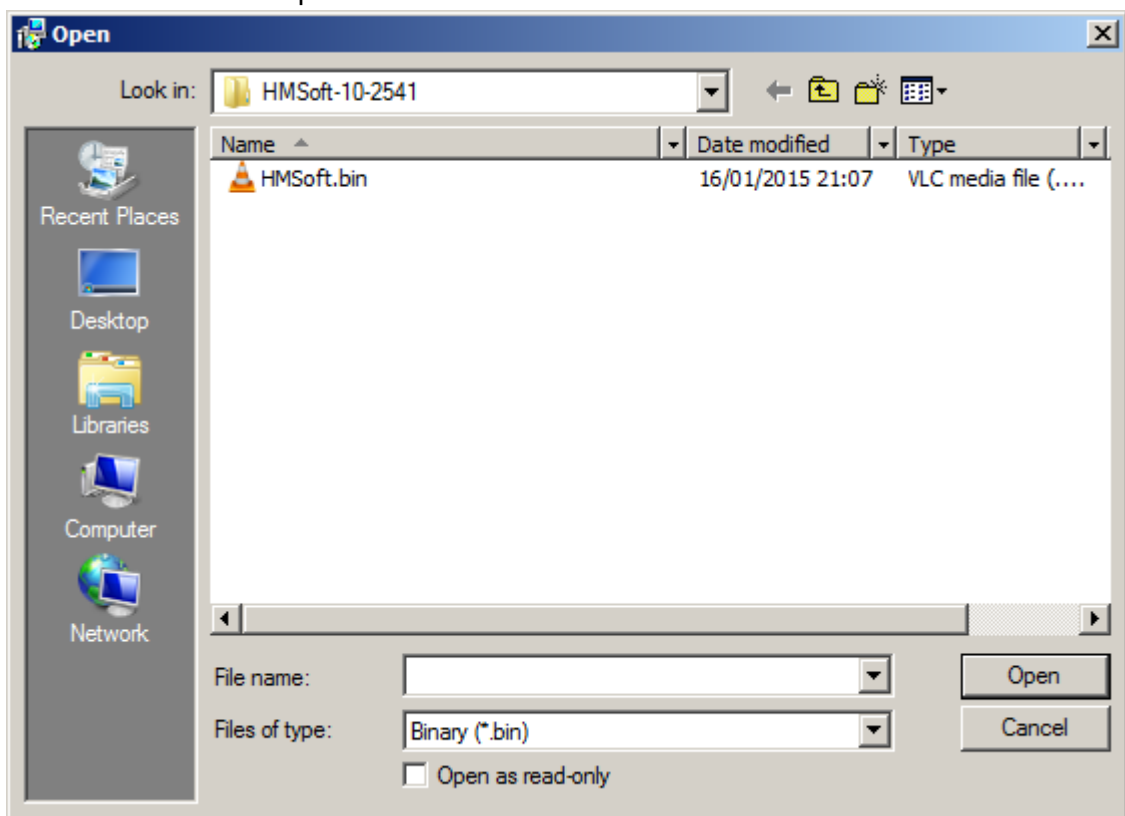 Open
Look in: HMSoft-10-2541
Name Date modified Type
HMSoft.bin 16/01/2015 21:07 VLC media file (....
Recent Places
Desktop
Libraries
Computer
Network
File name: Open
Files of type: Binary (*.bin) Cancel
Open as read-only